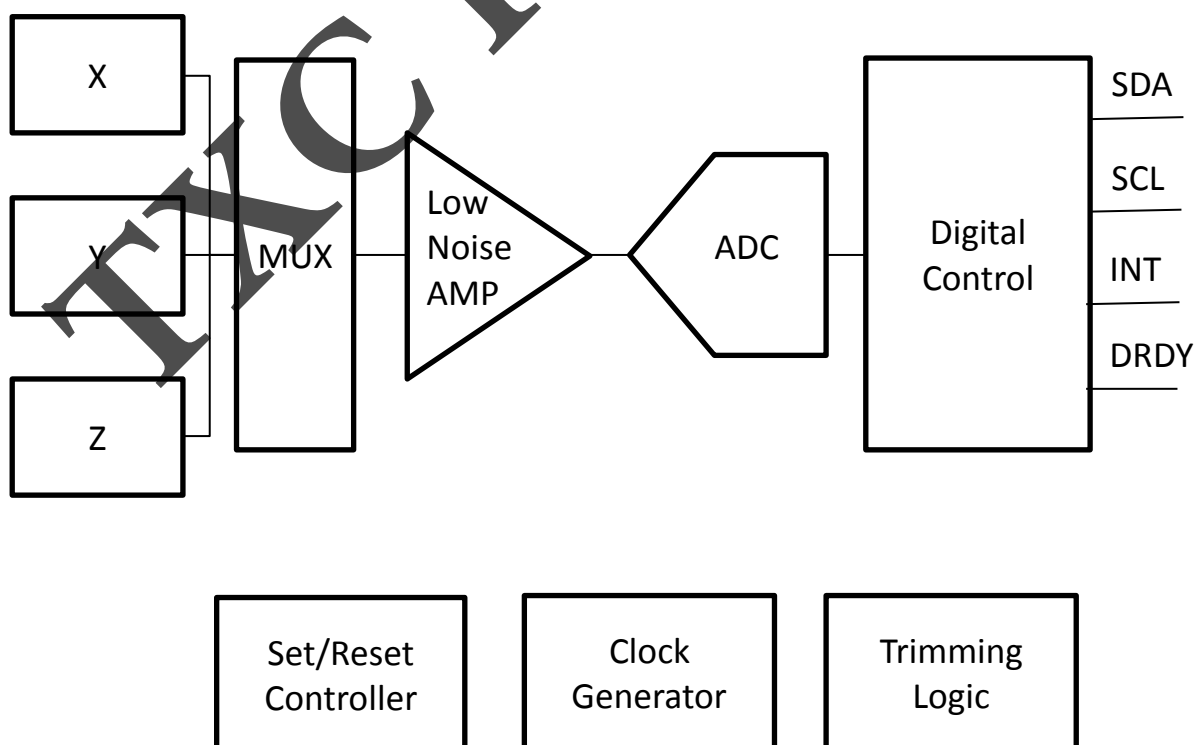 X
Y
Z
MUX
Low
Noise
AMP
ADC
Digital
Control
SDA
SCL
INT
DRDY
Set/Reset
Controller
Clock
Generator
Trimming
Logic
TXC